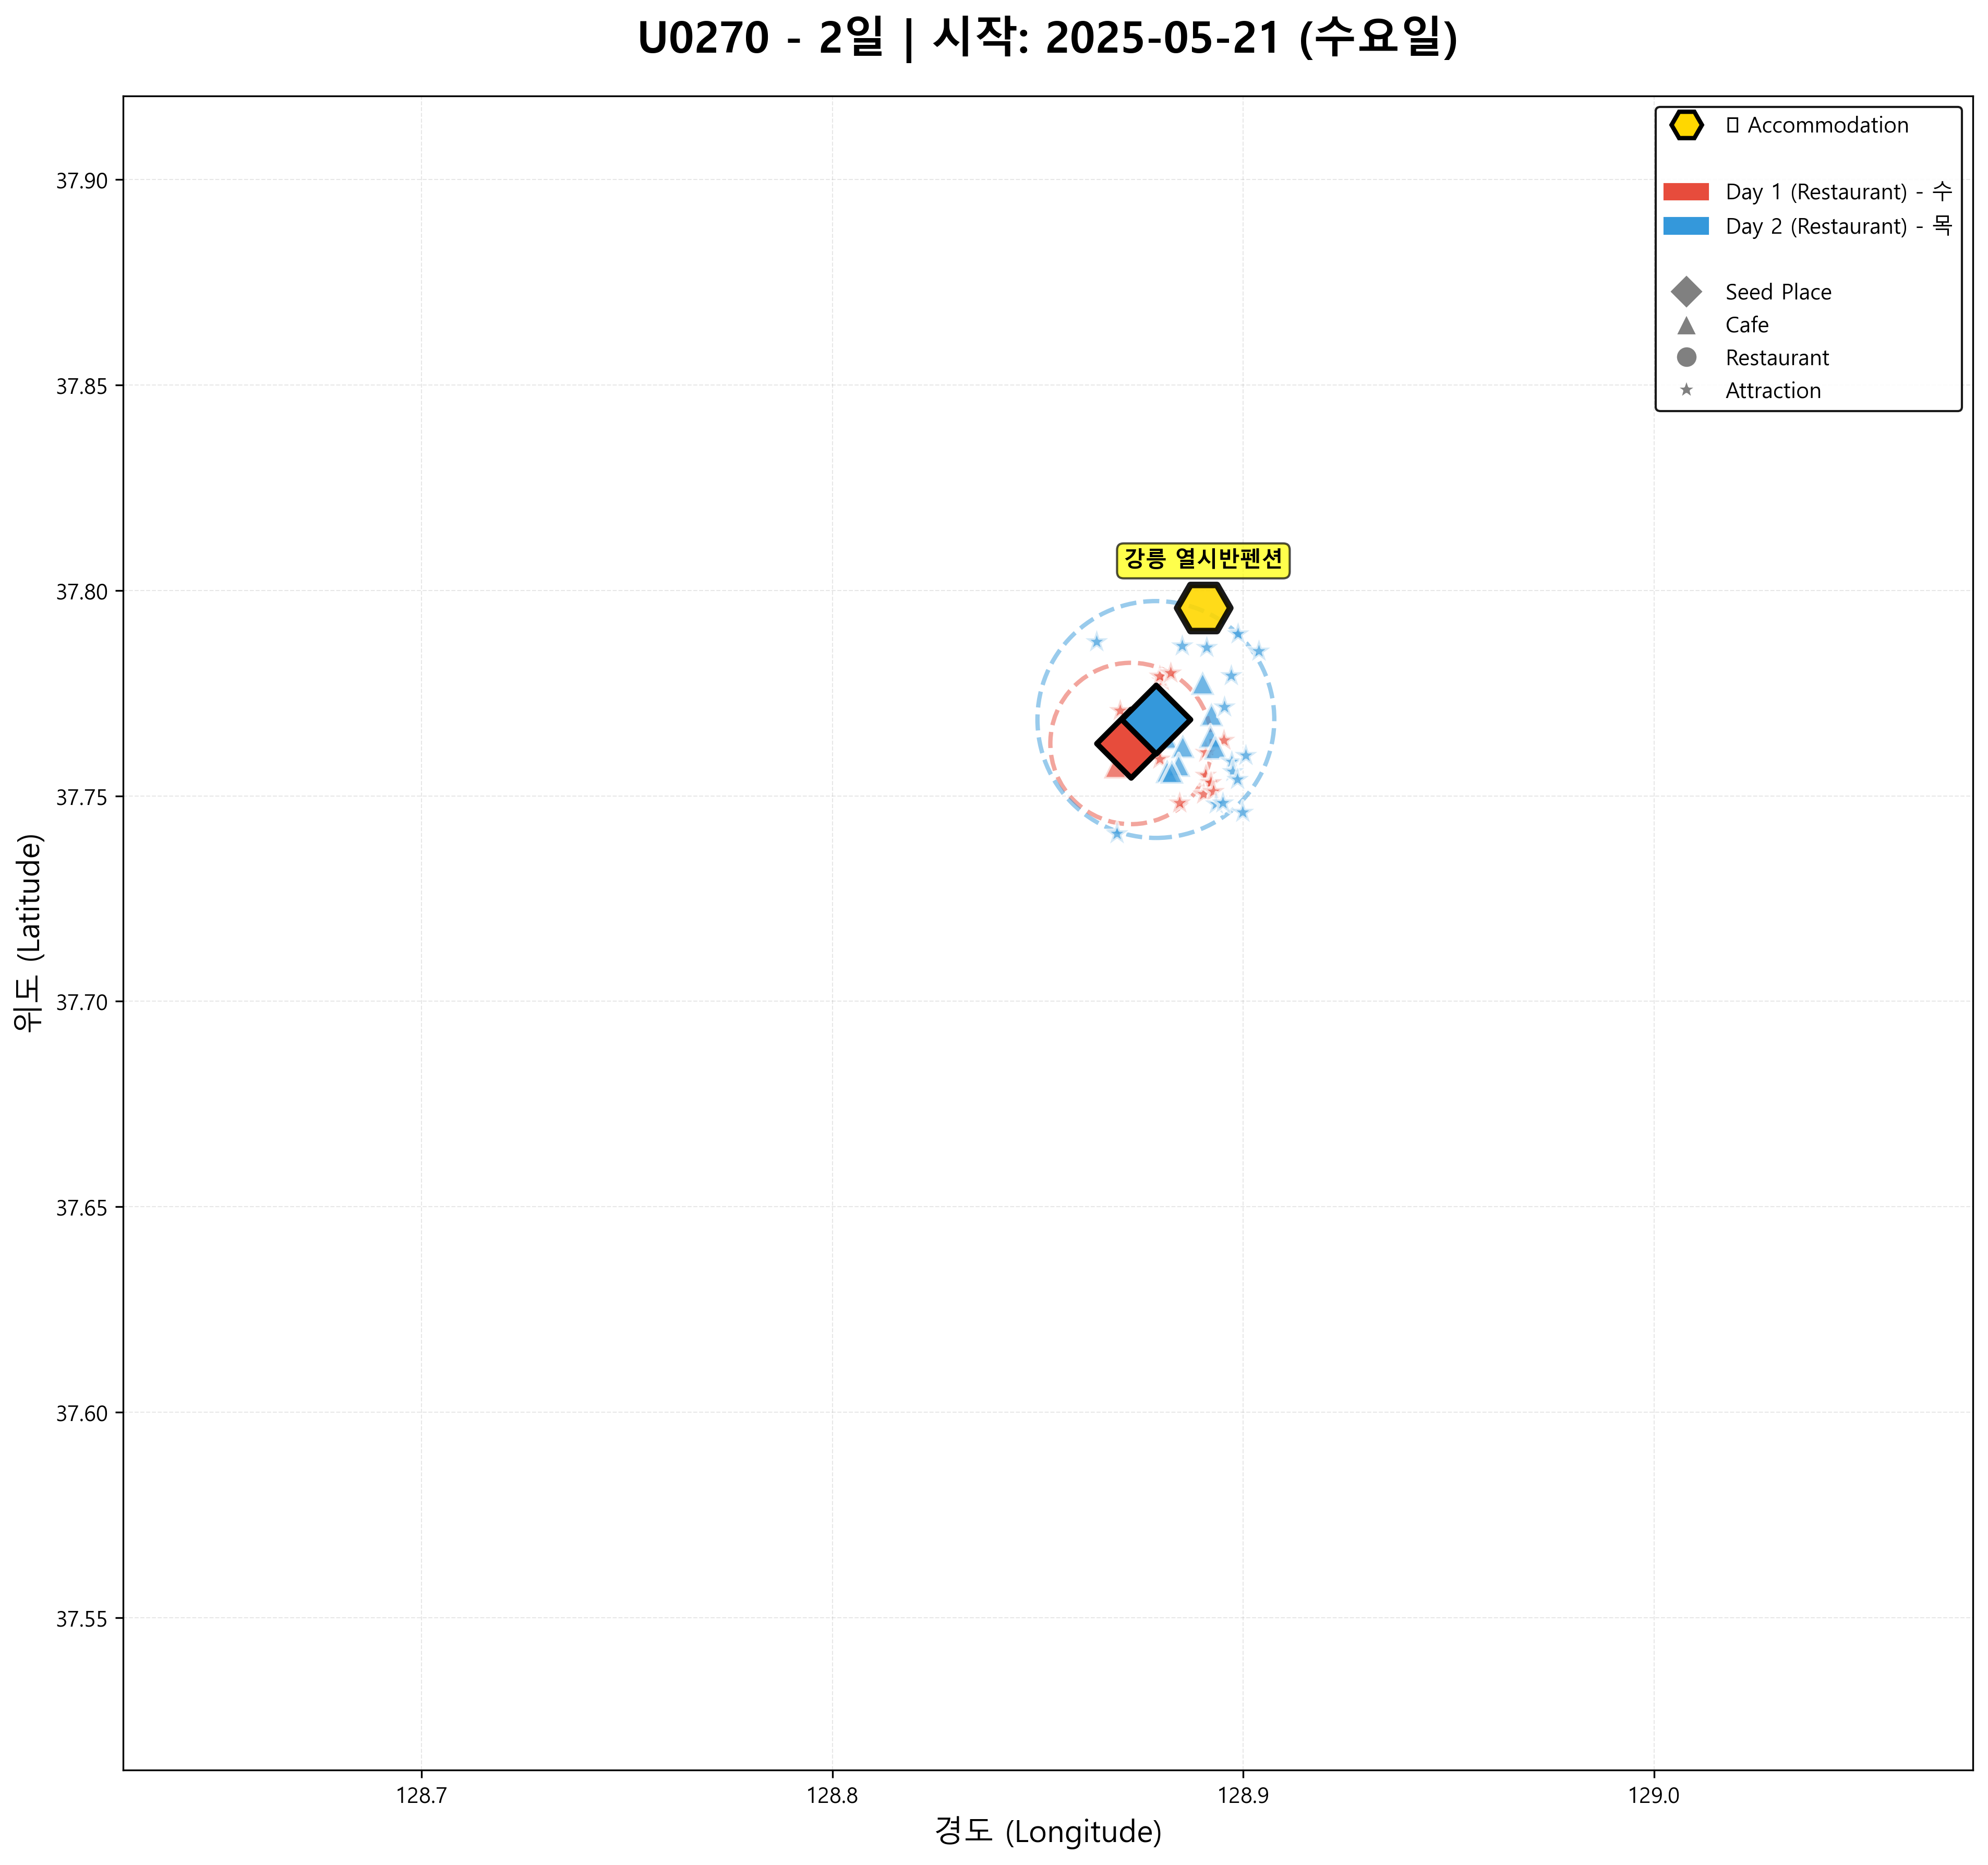 U0270 - 2일 | 시작: 2025-05-21 (수요일)
Accommodation
Day 1 (Restaurant) - 수
Day 2 (Restaurant) - 목
Seed Place
Cafe
Restaurant
Attraction
37.90
37.85
37.80
37.75
37.70
37.65
37.60
37.55
강릉 열시반펜션
위도 (Latitude)
128.7
128.8
128.9
129.0
경도 (Longitude)